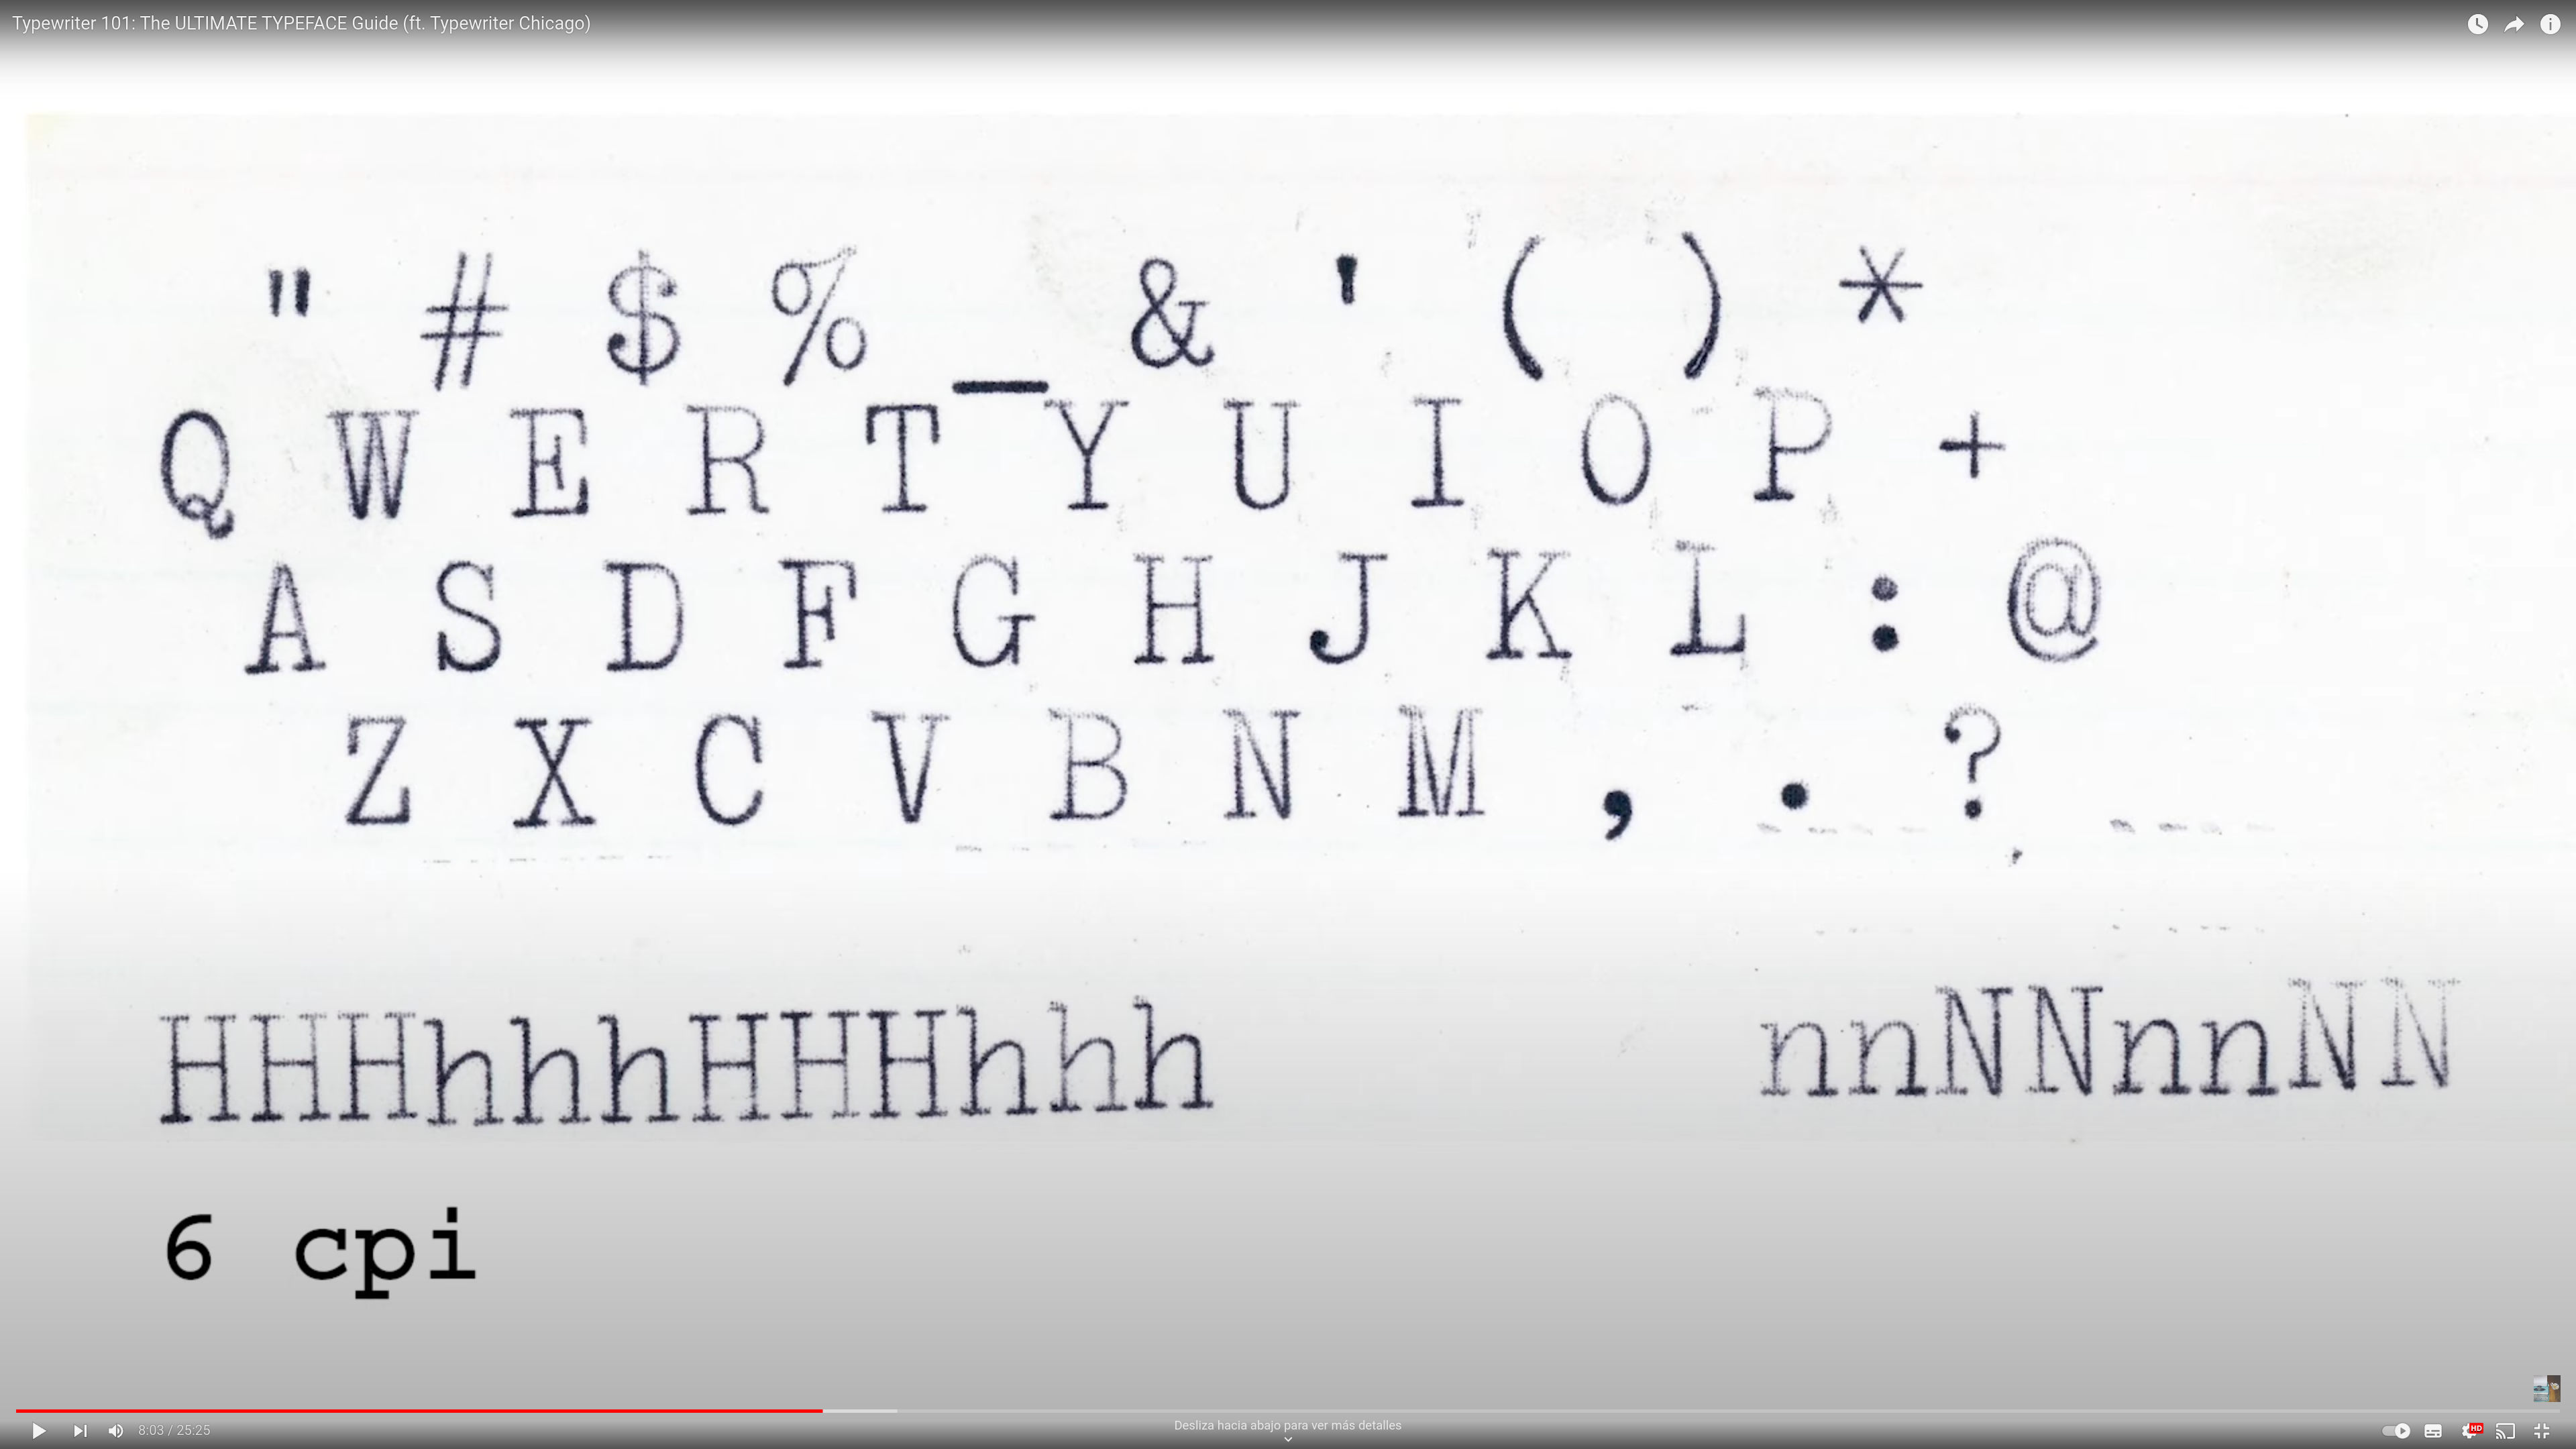 Typewriter 101: The ULTIMATE TYPEFACE Guide (ft. Typewriter Chicago)
" # $ % _ & ' ( ) *
Q W E R T Y U I O P +
A S D F G H J K L : @
Z X C V B N M , . ?
HHHhhhHHHhhh nnNNnnNN
6 cpi
8:03 / 25:25
Desliza hacia abajo para ver más detalles
HD